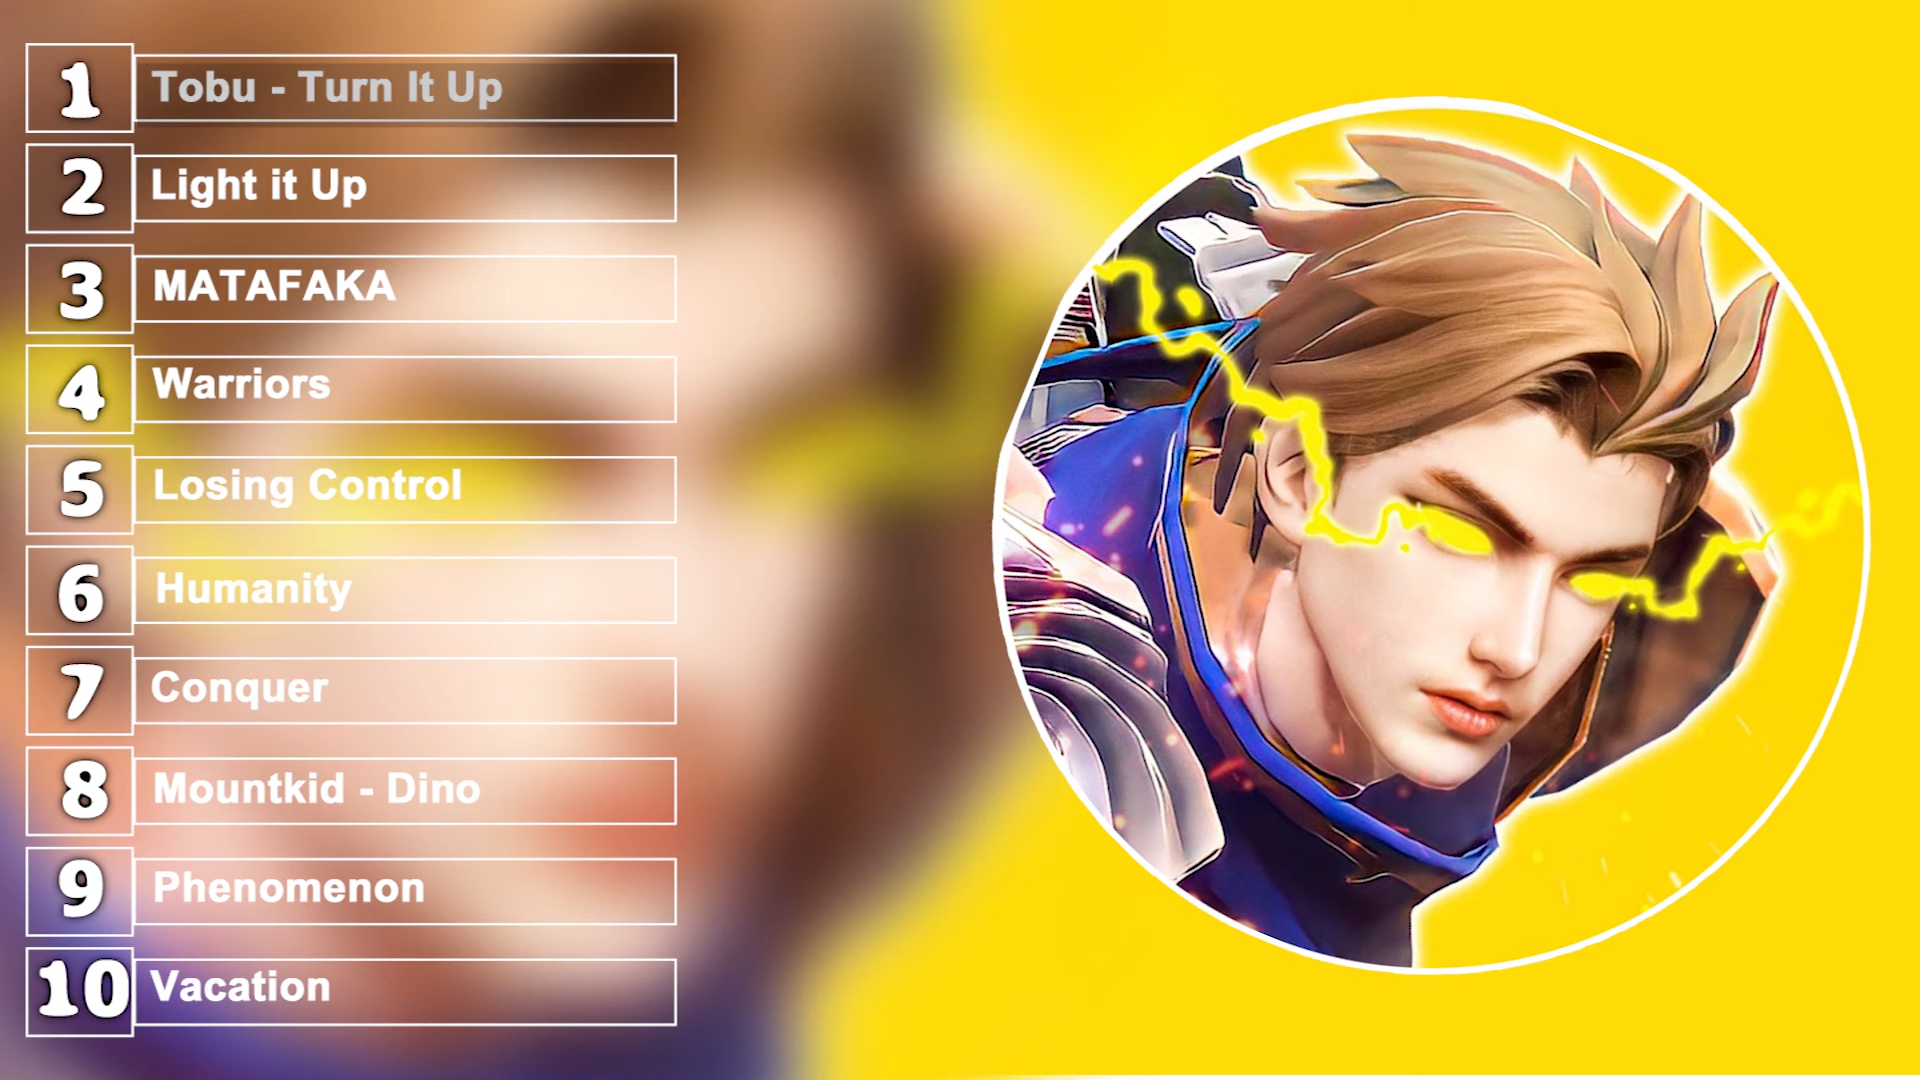 1 Tobu - Turn It Up
2 Light it Up
3 MATAFAKA
4 Warriors
5 Losing Control
6 Humanity
7 Conquer
8 Mountkid - Dino
9 Phenomenon
10 Vacation